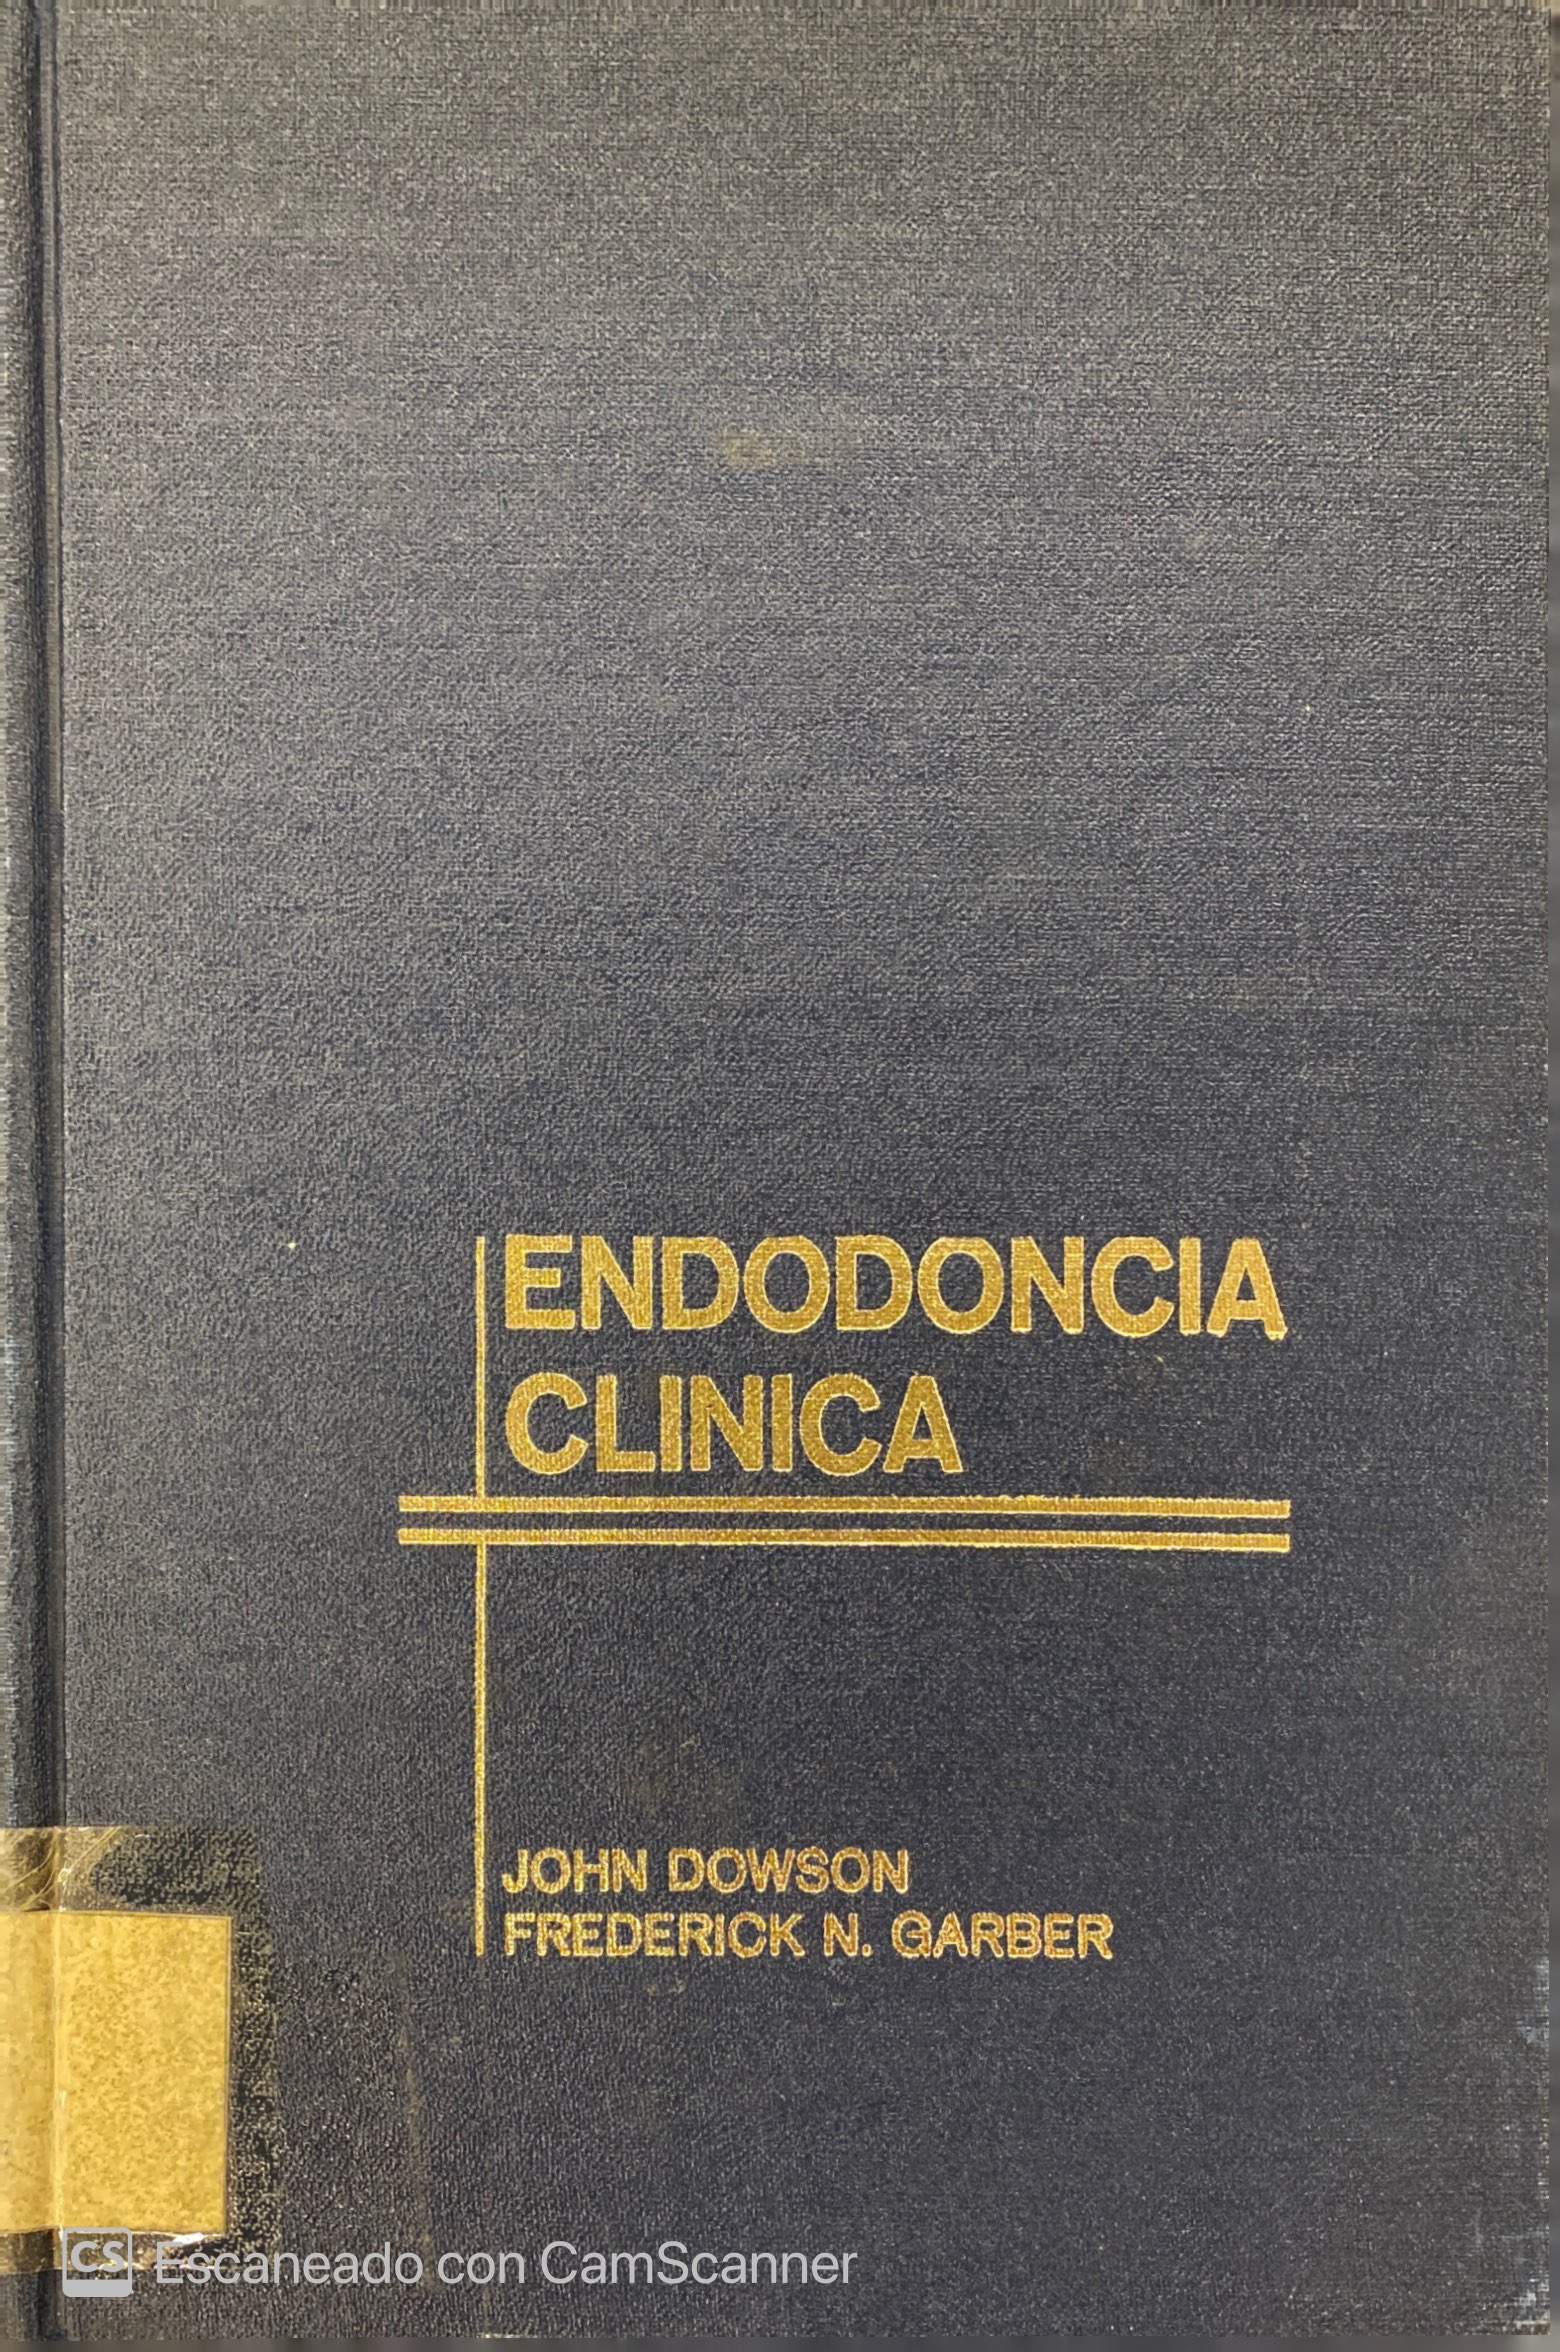 ENDODONCIA
CLINICA
JOHN DOWSON
FREDERICK N. GARBER
CS Escaneado con CamScanner